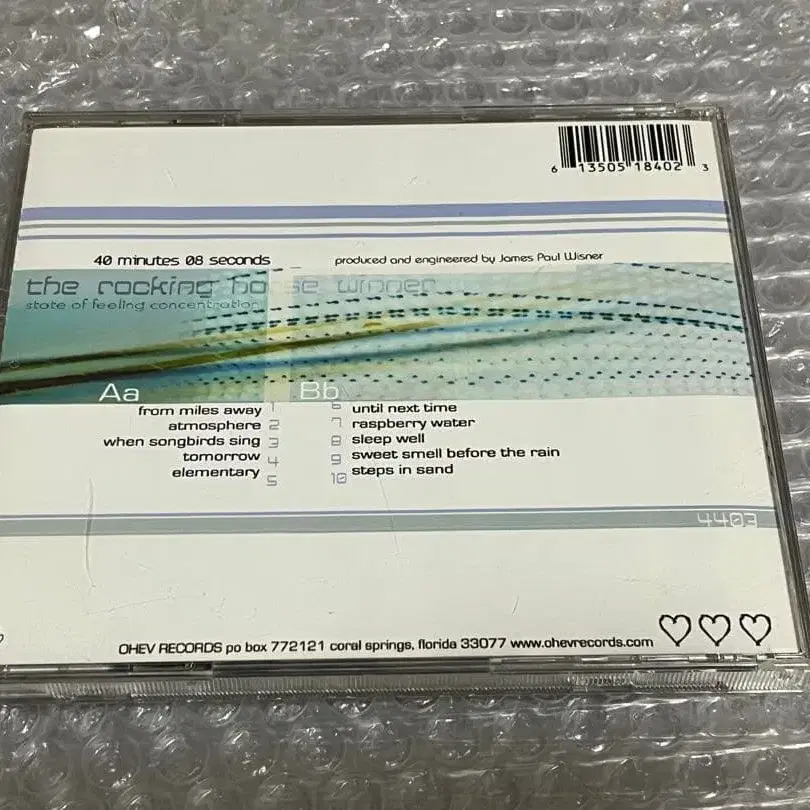 6 13505 18402 3
40 minutes 08 seconds
produced and engineered by James Paul Wisner
the rocking horse winner
state of feeling concentration
Aa
Bb
from miles away 1
atmosphere 2
when songbirds sing 3
tomorrow 4
elementary 5
6 until next time
7 raspberry water
8 sleep well
9 sweet smell before the rain
10 steps in sand
4403
OHEV RECORDS po box 772121 coral springs, florida 33077 www.ohevrecords.com